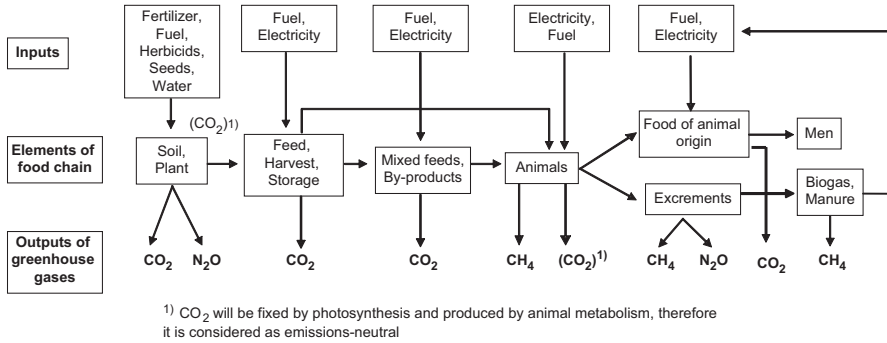 Inputs
Fertilizer,
Fuel,
Herbicids,
Seeds,
Water
Fuel,
Electricity
Fuel,
Electricity
Electricity,
Fuel
Fuel,
Electricity
(CO2)1)
Elements of
food chain
Soil,
Plant
Feed,
Harvest,
Storage
Mixed feeds,
By-products
Animals
Food of animal
origin
Men
Excrements
Biogas,
Manure
Outputs of
greenhouse
gases
CO2
N2O
CO2
CO2
CH4
(CO2)1)
CH4
N2O
CO2
CH4
1) CO2 will be fixed by photosynthesis and produced by animal metabolism, therefore
it is considered as emissions-neutral